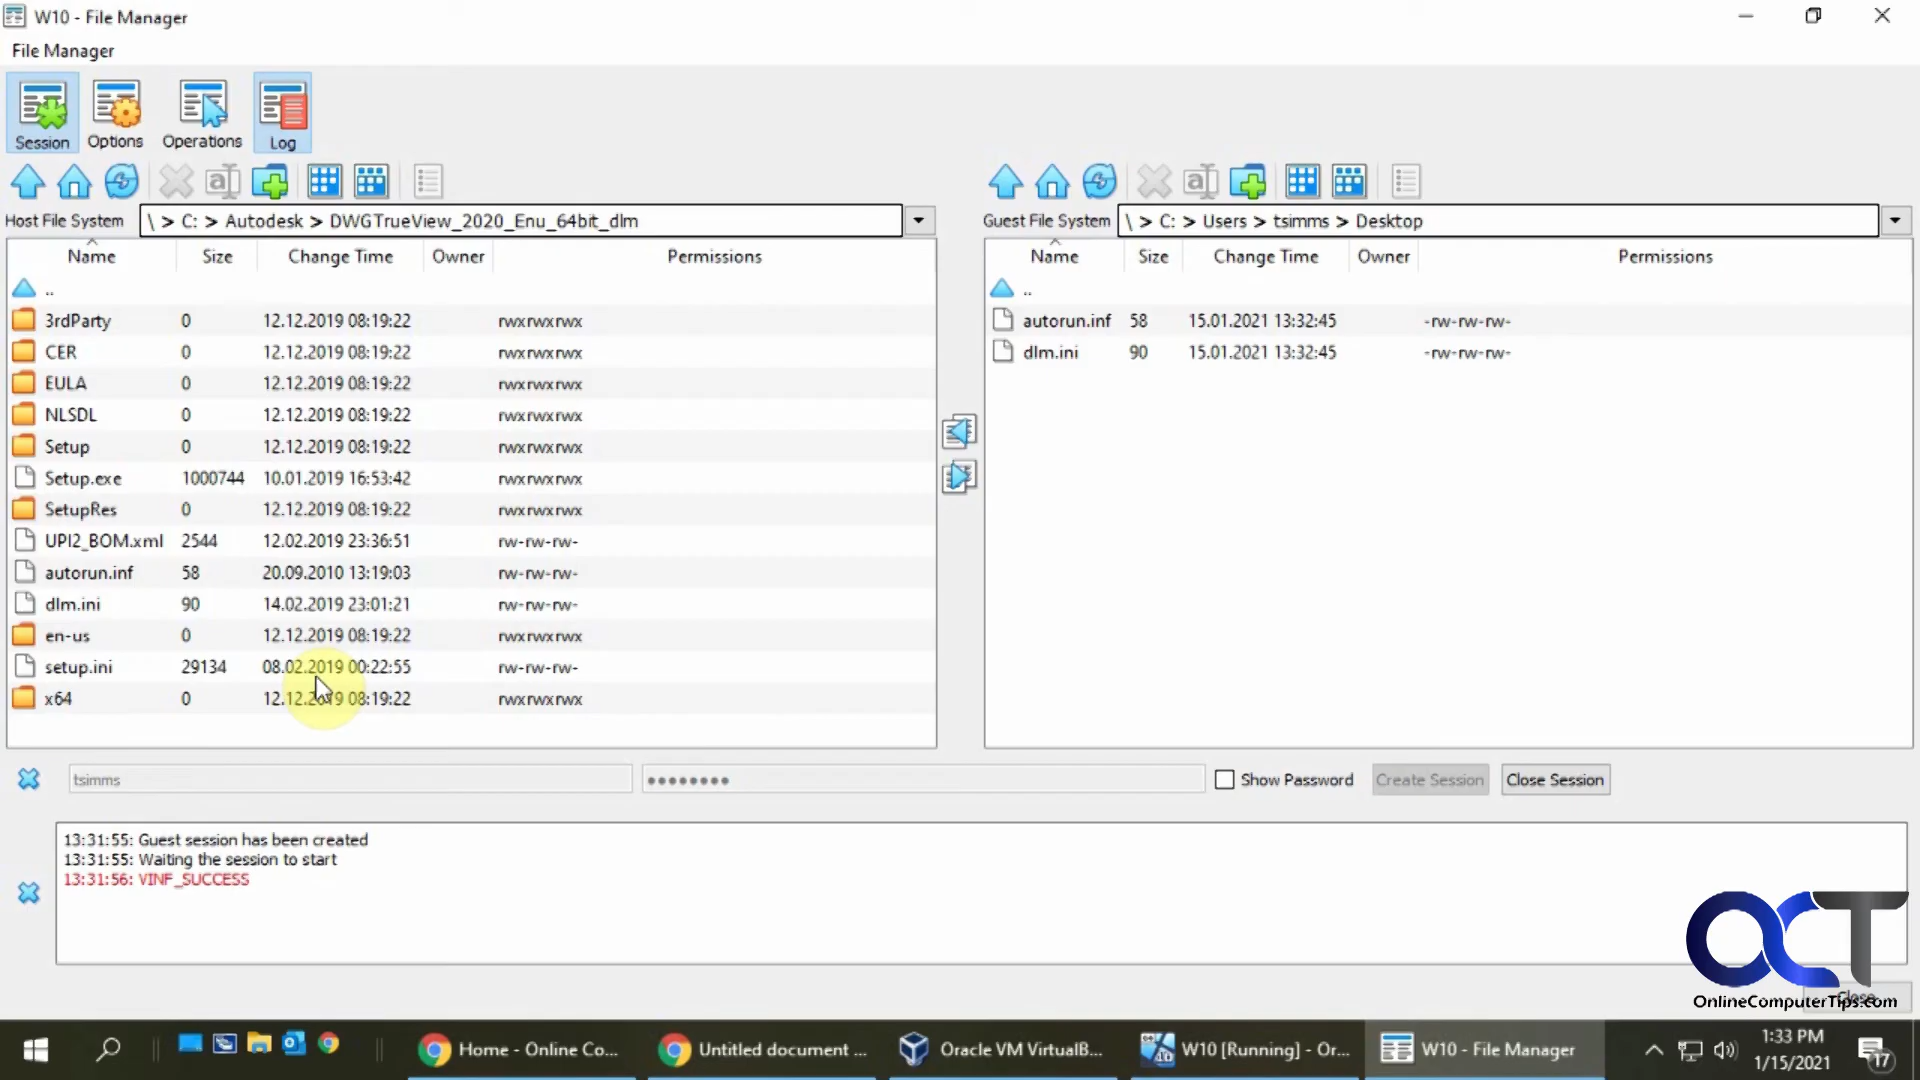 W10 - File Manager
File Manager
Session Options Operations Log
Host File System \ > C: > Autodesk > DWGTrueView_2020_Enu_64bit_dlm
Name Size Change Time Owner Permissions
..
3rdParty 0 12.12.2019 08:19:22 rwxrwxrwx
CER 0 12.12.2019 08:19:22 rwxrwxrwx
EULA 0 12.12.2019 08:19:22 rwxrwxrwx
NLSDL 0 12.12.2019 08:19:22 rwxrwxrwx
Setup 0 12.12.2019 08:19:22 rwxrwxrwx
Setup.exe 1000744 10.01.2019 16:53:42 rwxrwxrwx
SetupRes 0 12.12.2019 08:19:22 rwxrwxrwx
UPI2_BOM.xml 2544 12.02.2019 23:36:51 rw-rw-rw-
autorun.inf 58 20.09.2010 13:19:03 rw-rw-rw-
dlm.ini 90 14.02.2019 23:01:21 rw-rw-rw-
en-us 0 12.12.2019 08:19:22 rwxrwxrwx
setup.ini 29134 08.02.2019 00:22:55 rw-rw-rw-
x64 0 12.12.2019 08:19:22 rwxrwxrwx
Guest File System \ > C: > Users > tsimms > Desktop
Name Size Change Time Owner Permissions
..
autorun.inf 58 15.01.2021 13:32:45 -rw-rw-rw-
dlm.ini 90 15.01.2021 13:32:45 -rw-rw-rw-
tsimms ●●●●●●●● Show Password Create Session Close Session
13:31:55: Guest session has been created
13:31:55: Waiting the session to start
13:31:56: VINF_SUCCESS
OCT
OnlineComputerTips.com
Close
Home - Online Co... Untitled document ... Oracle VM VirtualB... W10 [Running] - Or... W10 - File Manager 1:33 PM
1/15/2021 17